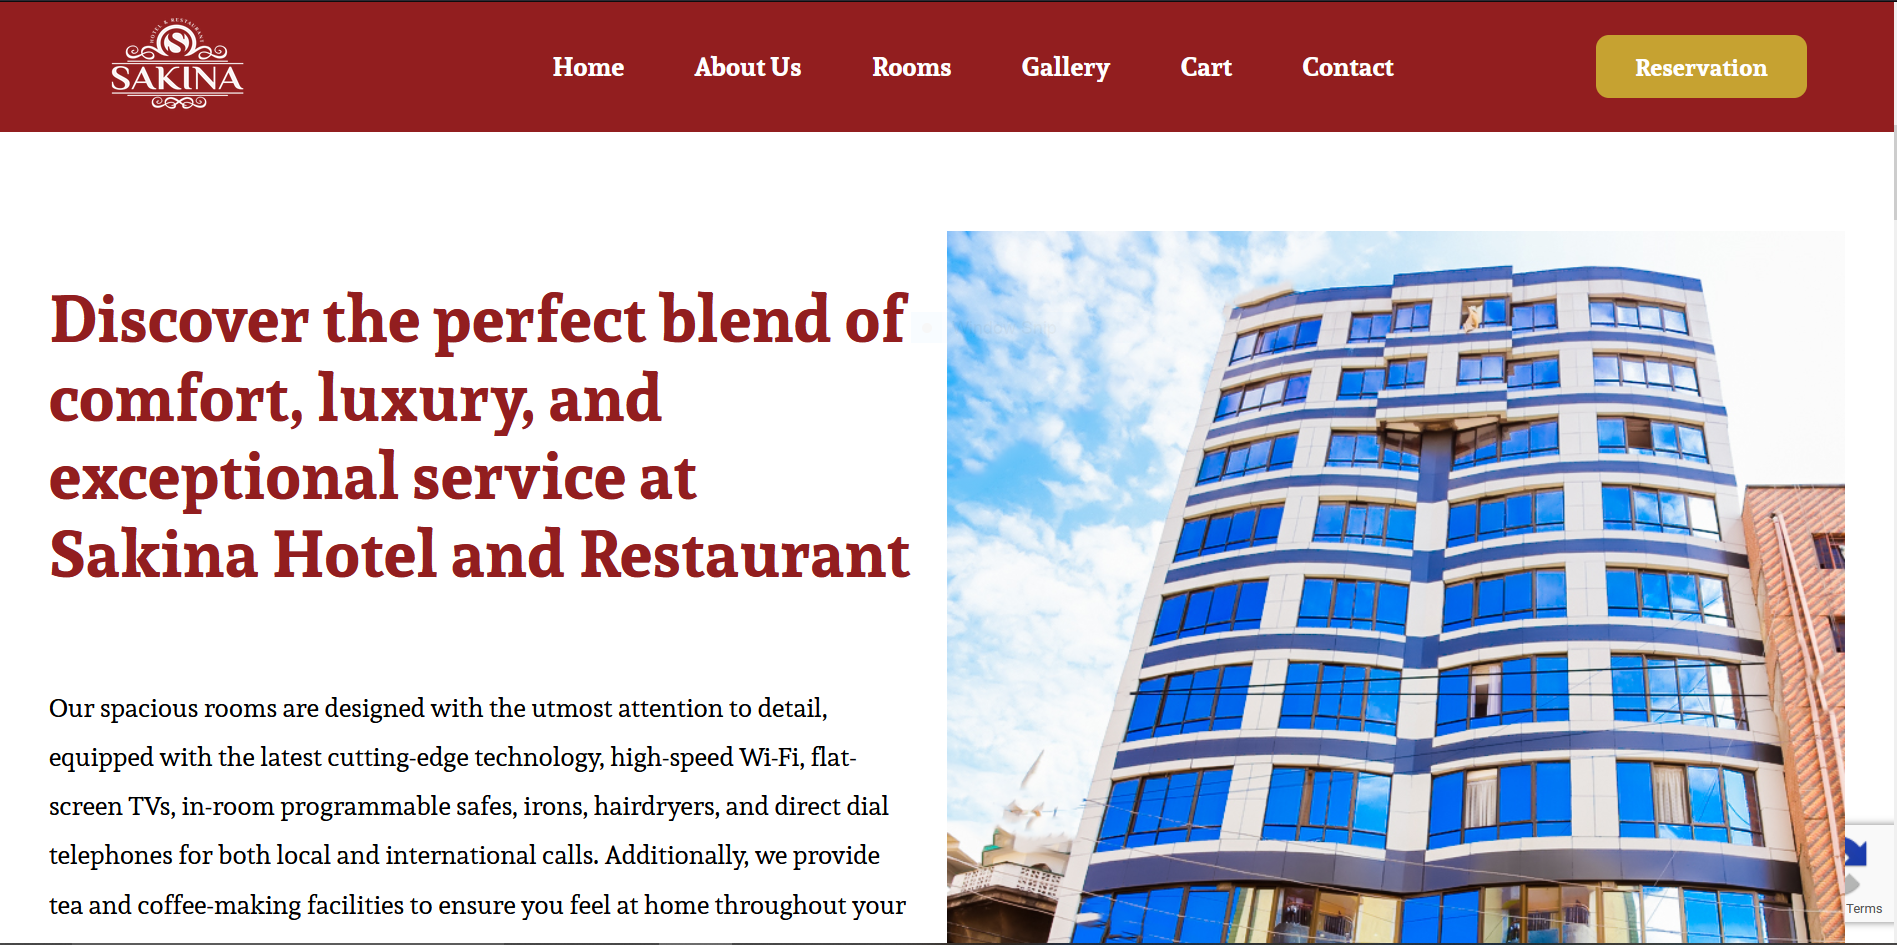 HOTEL & RESTAURANT
SAKINA
Home
About Us
Rooms
Gallery
Cart
Contact
Reservation
Discover the perfect blend of
comfort, luxury, and
exceptional service at
Sakina Hotel and Restaurant
Our spacious rooms are designed with the utmost attention to detail,
equipped with the latest cutting-edge technology, high-speed Wi-Fi, flat-
screen TVs, in-room programmable safes, irons, hairdryers, and direct dial
telephones for both local and international calls. Additionally, we provide
tea and coffee-making facilities to ensure you feel at home throughout your
Terms